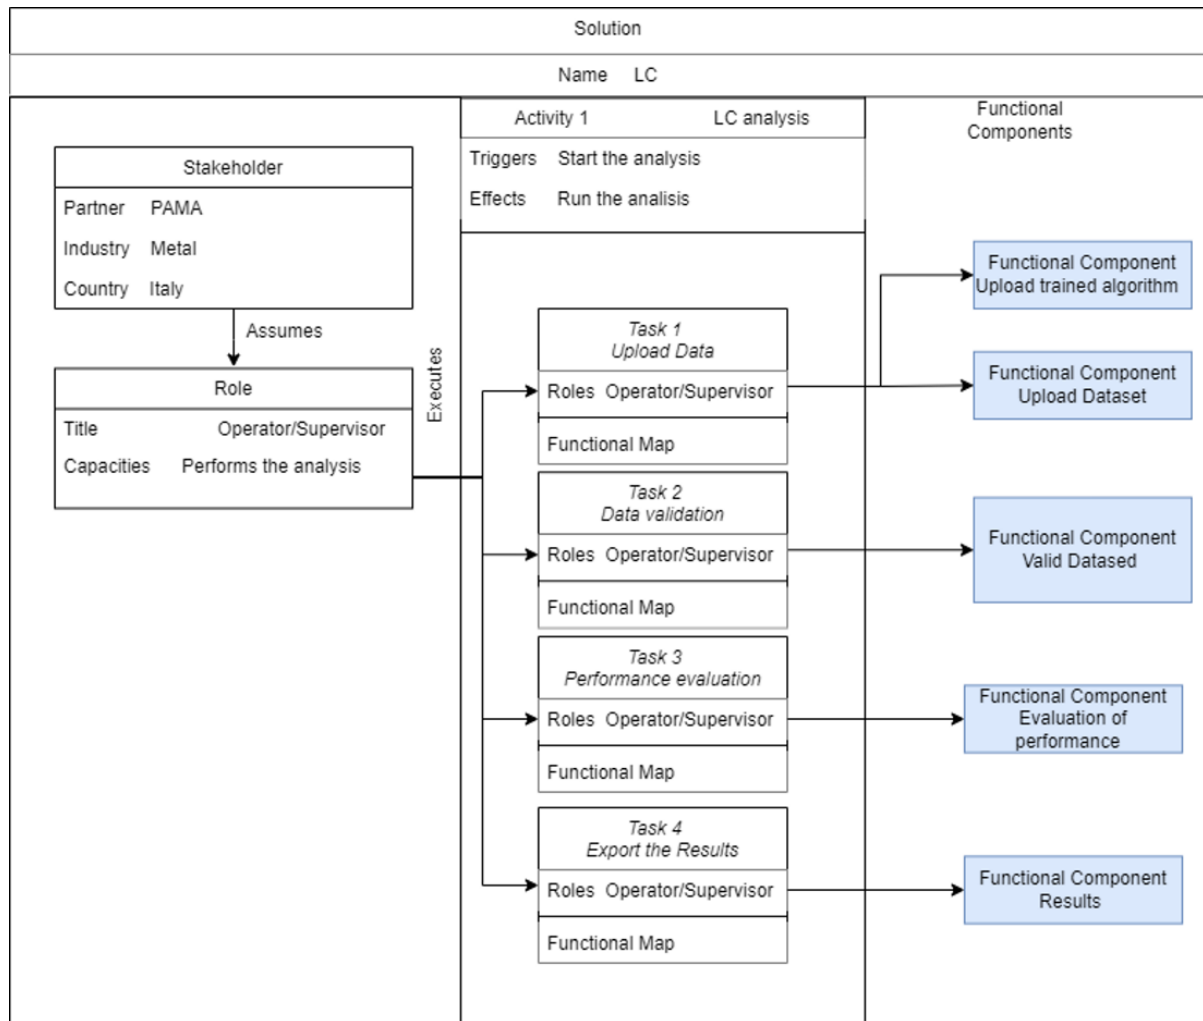 Solution
Name LC
Activity 1 LC analysis
Triggers Start the analysis
Effects Run the analisis
Functional
Components
Stakeholder
Partner PAMA
Industry Metal
Country Italy
Assumes
Role
Title Operator/Supervisor
Capacities Performs the analysis
Executes
Task 1
Upload Data
Roles Operator/Supervisor
Functional Map
Task 2
Data validation
Roles Operator/Supervisor
Functional Map
Task 3
Performance evaluation
Roles Operator/Supervisor
Functional Map
Task 4
Export the Results
Roles Operator/Supervisor
Functional Map
Functional Component
Upload trained algorithm
Functional Component
Upload Dataset
Functional Component
Valid Datased
Functional Component
Evaluation of
performance
Functional Component
Results